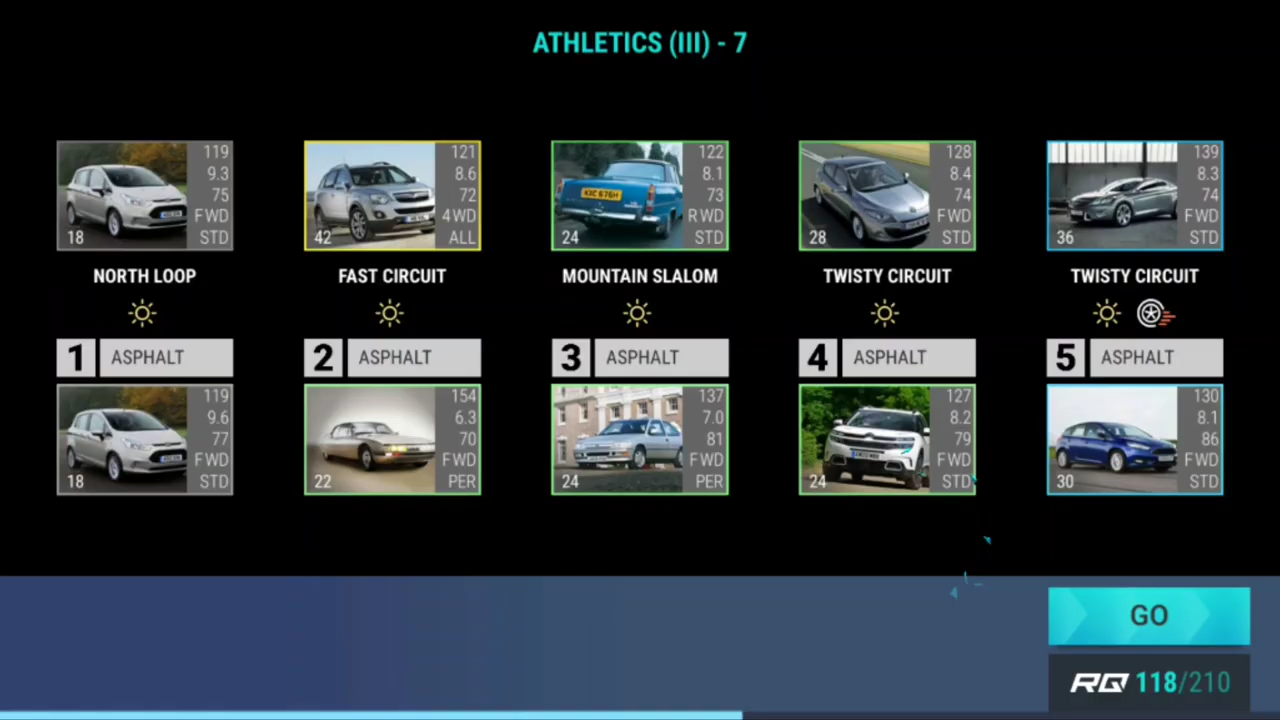 ATHLETICS (III) - 7
119
9.3
75
FWD
18 STD
121
8.6
72
4WD
42 ALL
KXC 676H
122
8.1
73
RWD
24 STD
128
8.4
74
FWD
28 STD
139
8.3
74
FWD
36 STD
NORTH LOOP
FAST CIRCUIT
MOUNTAIN SLALOM
TWISTY CIRCUIT
TWISTY CIRCUIT
1 ASPHALT
2 ASPHALT
3 ASPHALT
4 ASPHALT
5 ASPHALT
119
9.6
77
FWD
18 STD
154
6.3
70
FWD
22 PER
137
7.0
81
FWD
24 PER
127
8.2
79
FWD
24 STD
130
8.1
86
FWD
30 STD
GO
RQ 118/210